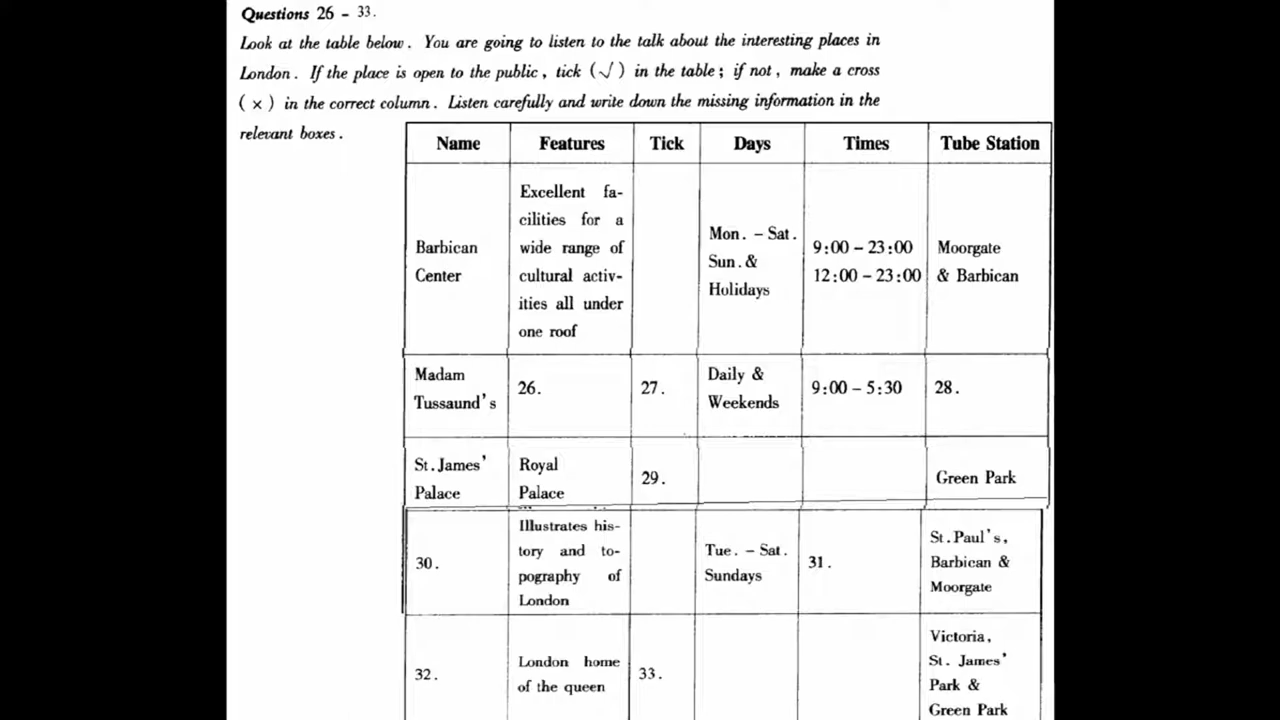 Questions 26 - 33.
Look at the table below. You are going to listen to the talk about the interesting places in
London. If the place is open to the public, tick (√) in the table; if not, make a cross
(×) in the correct column. Listen carefully and write down the missing information in the
relevant boxes.
Name Features Tick Days Times Tube Station
Barbican
Center
Excellent fa-
cilities for a
wide range of
cultural activ-
ities all under
one roof
Mon. - Sat.
Sun. &
Holidays
9:00 - 23:00
12:00 - 23:00
Moorgate
& Barbican
Madam
Tussaund's
26.
27.
Daily &
Weekends
9:00 - 5:30
28.
St. James'
Palace
Royal
Palace
29.
Green Park
30.
Illustrates his-
tory and to-
pography of
London
Tue. - Sat.
Sundays
31.
St. Paul's,
Barbican &
Moorgate
32.
London home
of the queen
33.
Victoria,
St. James'
Park &
Green Park